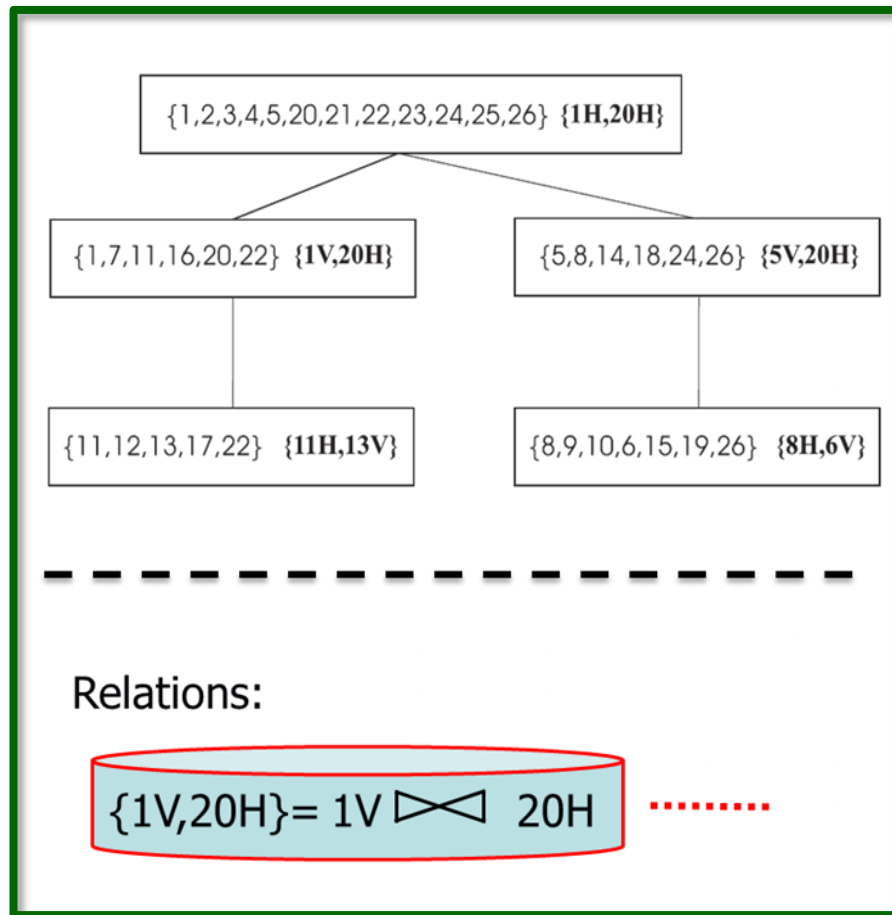 {1,2,3,4,5,20,21,22,23,24,25,26} {1H,20H}
{1,7,11,16,20,22} {1V,20H}
{5,8,14,18,24,26} {5V,20H}
{11,12,13,17,22} {11H,13V}
{8,9,10,6,15,19,26} {8H,6V}
Relations:
{1V,20H}= 1V ⋈ 20H